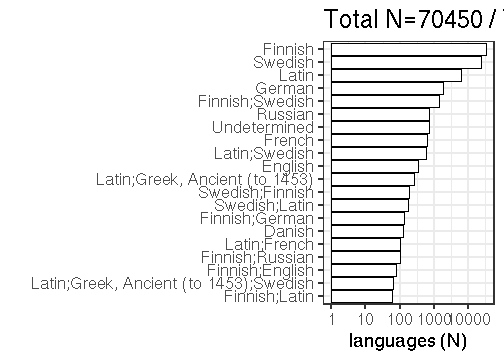 Total N=70450 /
Finnish
Swedish
Latin
German
Finnish;Swedish
Russian
Undetermined
French
Latin;Swedish
English
Latin;Greek, Ancient (to 1453)
Swedish;Finnish
Swedish;Latin
Finnish;German
Danish
Latin;French
Finnish;Russian
Finnish;English
Latin;Greek, Ancient (to 1453);Swedish
Finnish;Latin
1 10 100 1000 10000
languages (N)